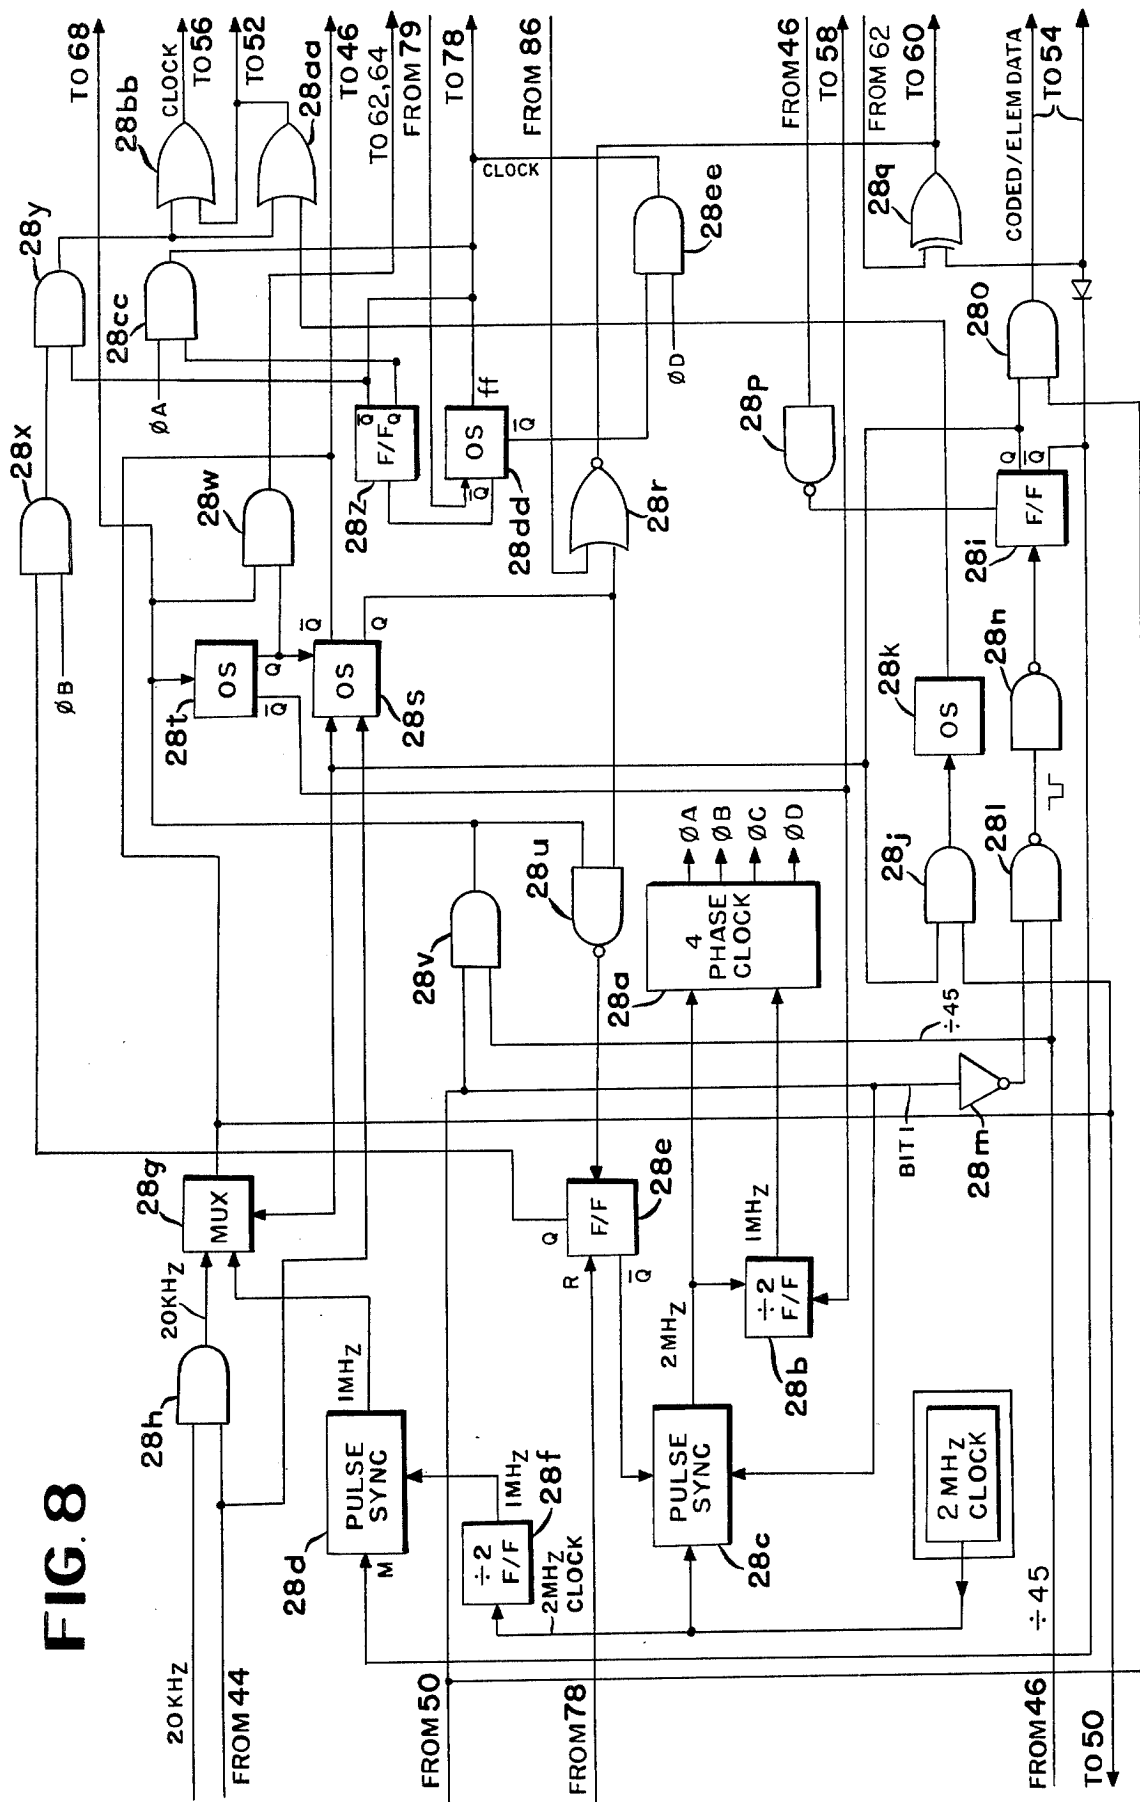 FIG. 8
20KHZ
FROM 44
28h
20KHZ
28g
MUX
28d
PULSE
SYNC
M
1MHZ
÷2
F/F
1MHZ
28f
2MHZ
CLOCK
FROM 50
FROM 78
R
F/F
Q
Q̅
28e
PULSE
SYNC
28c
2MHZ
÷2
F/F
28b
1MHZ
2 MHZ
CLOCK
÷45
FROM 46
TO 50
BIT 1
28m
÷45
28v
28u
28a
4
PHASE
CLOCK
ØA
ØB
ØC
ØD
28j
28l
28k
OS
28n
28i
F/F
Q
Q̅
28p
28o
28t
OS
Q
Q̅
28s
OS
Q̅
Q
28w
28x
ØB
28y
28cc
ØA
28z
F/F
Q̅
Q
28dd
OS
Q̅
ff
Q̅
28r
28ee
ØD
CLOCK
28q
28bb
28dd
TO 68
CLOCK
TO 56
TO 52
TO 46
TO 62, 64
FROM 79
TO 78
FROM 86
FROM 46
TO 58
FROM 62
TO 60
CODED/ELEM DATA
TO 54